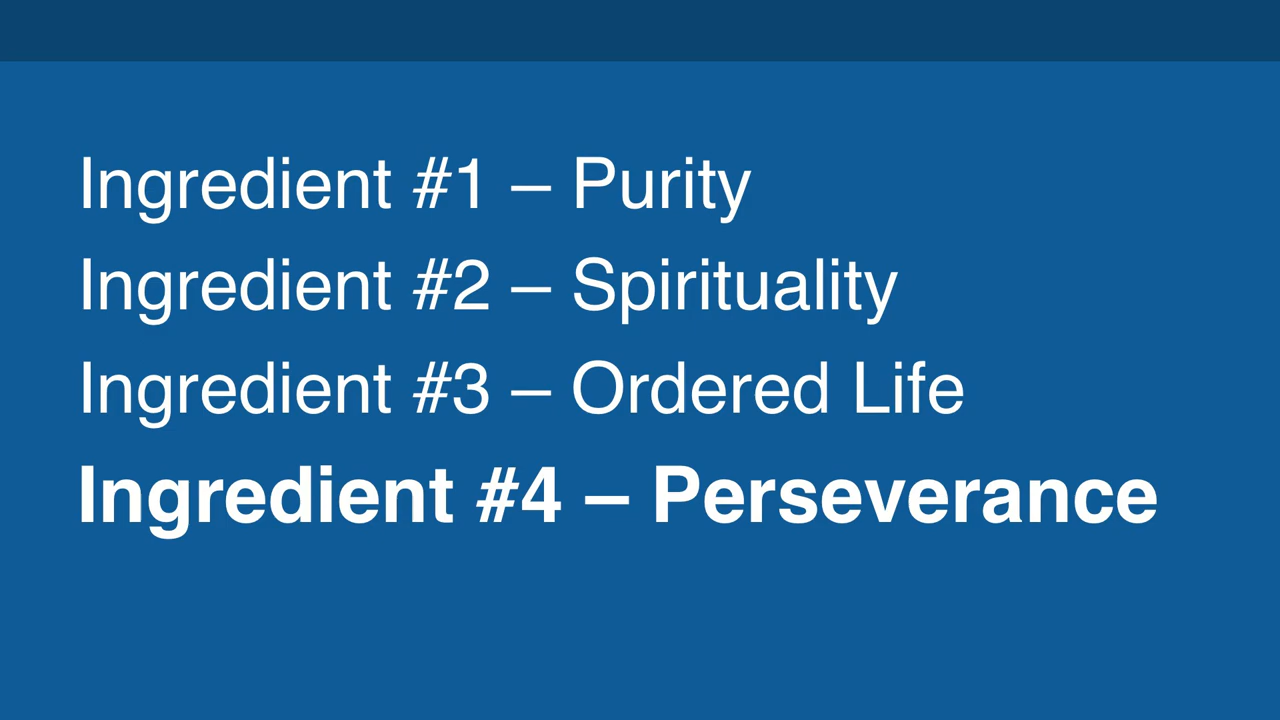 Ingredient #1 – Purity
Ingredient #2 – Spirituality
Ingredient #3 – Ordered Life
Ingredient #4 – Perseverance